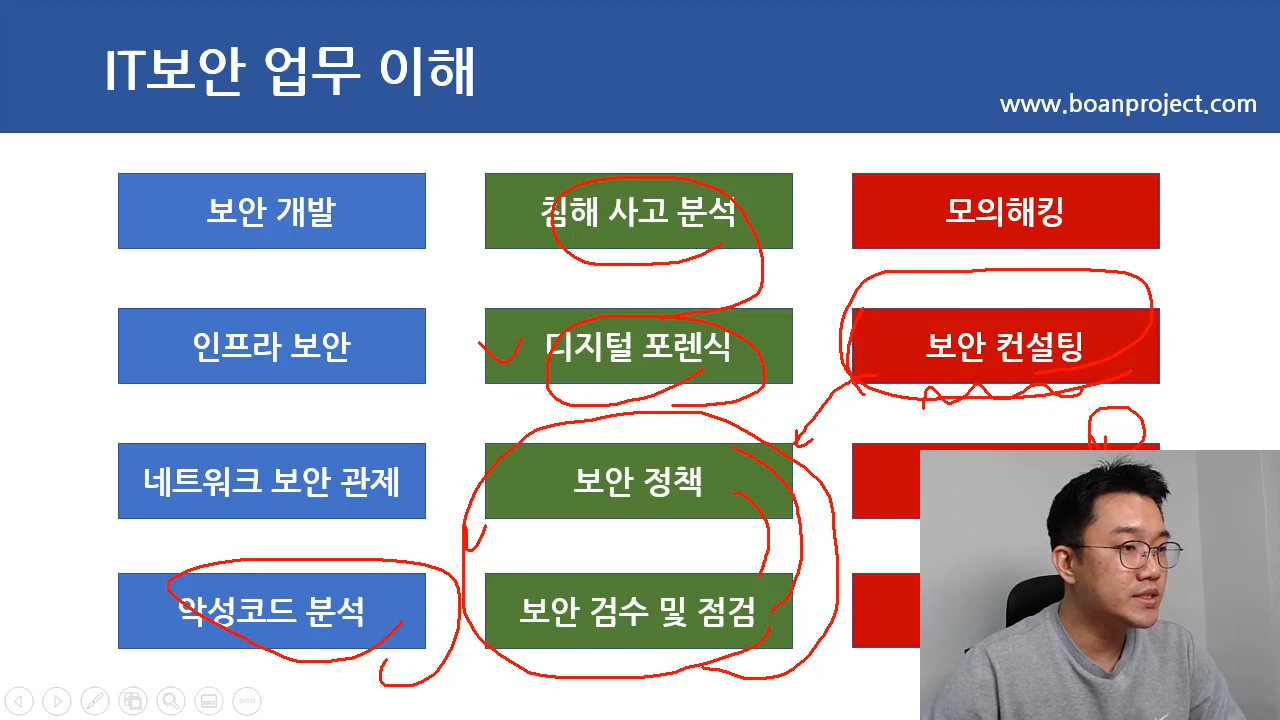 IT보안 업무 이해
www.boanproject.com
보안 개발
침해 사고 분석
모의해킹
인프라 보안
디지털 포렌식
보안 컨설팅
네트워크 보안 관제
보안 정책
악성코드 분석
보안 검수 및 점검